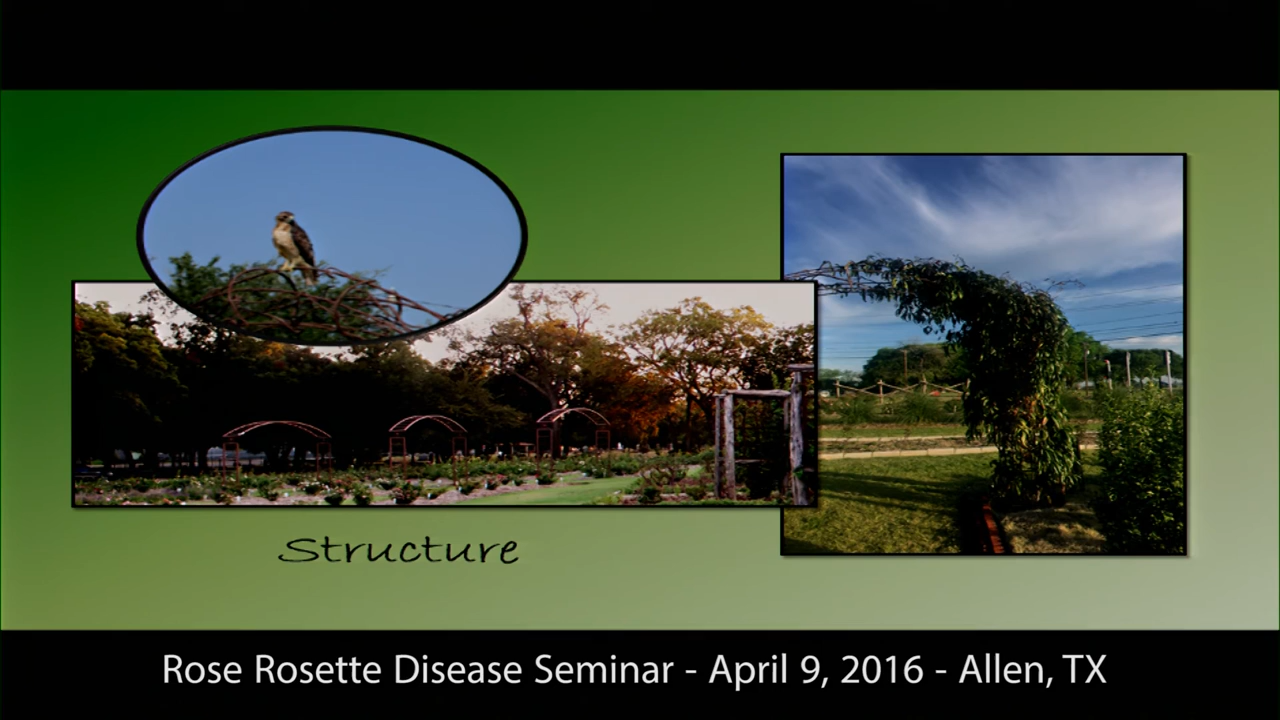 Structure
Rose Rosette Disease Seminar - April 9, 2016 - Allen, TX